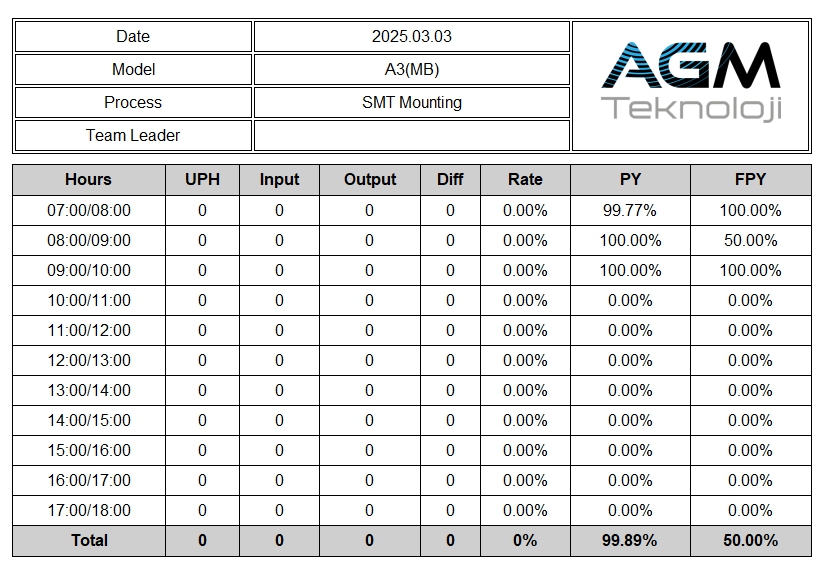 Date 2025.03.03
Model A3(MB)
Process SMT Mounting
Team Leader
AGM
Teknoloji
Hours UPH Input Output Diff Rate PY FPY
07:00/08:00 0 0 0 0 0.00% 99.77% 100.00%
08:00/09:00 0 0 0 0 0.00% 100.00% 50.00%
09:00/10:00 0 0 0 0 0.00% 100.00% 100.00%
10:00/11:00 0 0 0 0 0.00% 0.00% 0.00%
11:00/12:00 0 0 0 0 0.00% 0.00% 0.00%
12:00/13:00 0 0 0 0 0.00% 0.00% 0.00%
13:00/14:00 0 0 0 0 0.00% 0.00% 0.00%
14:00/15:00 0 0 0 0 0.00% 0.00% 0.00%
15:00/16:00 0 0 0 0 0.00% 0.00% 0.00%
16:00/17:00 0 0 0 0 0.00% 0.00% 0.00%
17:00/18:00 0 0 0 0 0.00% 0.00% 0.00%
Total 0 0 0 0 0% 99.89% 50.00%